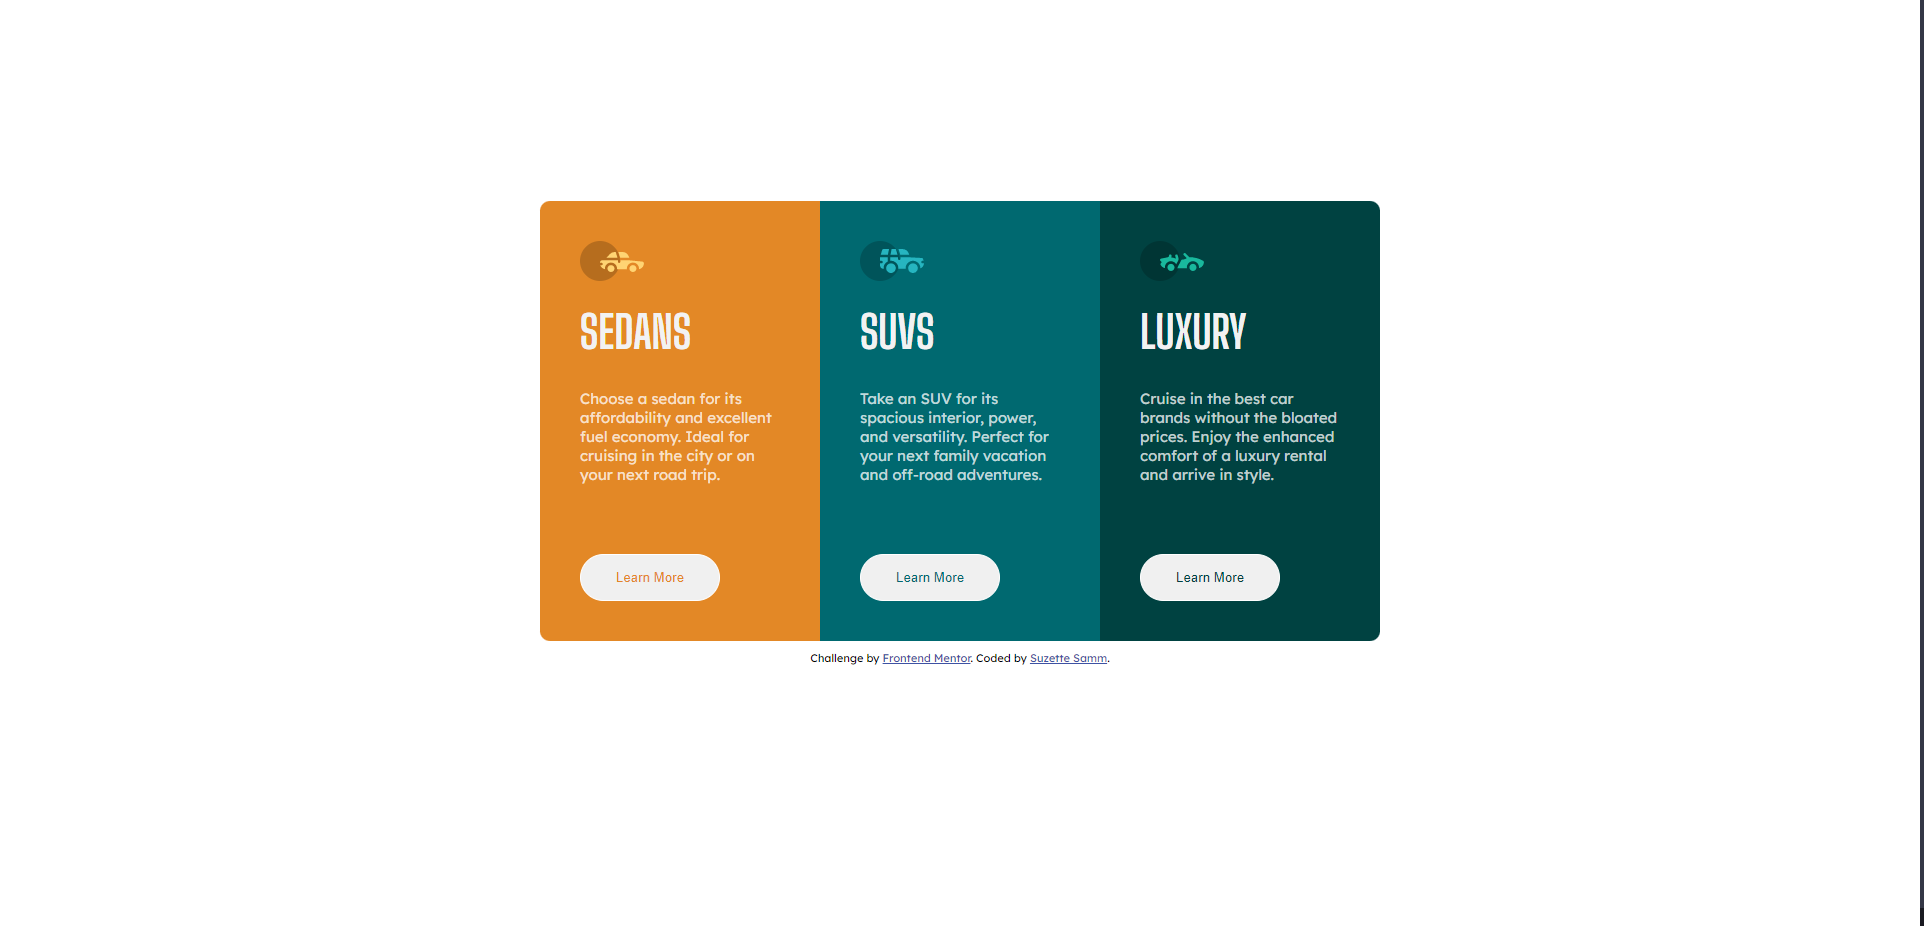 SEDANS
Choose a sedan for its
affordability and excellent
fuel economy. Ideal for
cruising in the city or on
your next road trip.
Learn More
SUVS
Take an SUV for its
spacious interior, power,
and versatility. Perfect for
your next family vacation
and off-road adventures.
Learn More
LUXURY
Cruise in the best car
brands without the bloated
prices. Enjoy the enhanced
comfort of a luxury rental
and arrive in style.
Learn More
Challenge by Frontend Mentor. Coded by Suzette Samm.